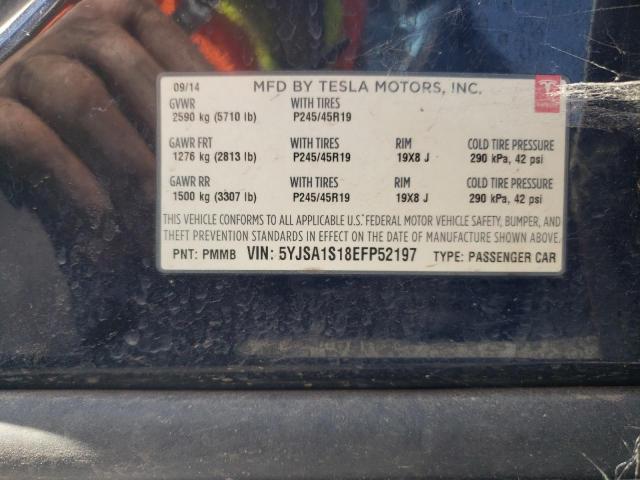 09/14 MFD BY TESLA MOTORS, INC.
GVWR WITH TIRES
2590 kg (5710 lb) P245/45R19
GAWR FRT WITH TIRES RIM COLD TIRE PRESSURE
1276 kg (2813 lb) P245/45R19 19X8 J 290 kPa, 42 psi
GAWR RR WITH TIRES RIM COLD TIRE PRESSURE
1500 kg (3307 lb) P245/45R19 19X8 J 290 kPa, 42 psi
THIS VEHICLE CONFORMS TO ALL APPLICABLE U.S. FEDERAL MOTOR VEHICLE SAFETY, BUMPER, AND
THEFT PREVENTION STANDARDS IN EFFECT ON THE DATE OF MANUFACTURE SHOWN ABOVE.
PNT: PMMB VIN: 5YJSA1S18EFP52197 TYPE: PASSENGER CAR